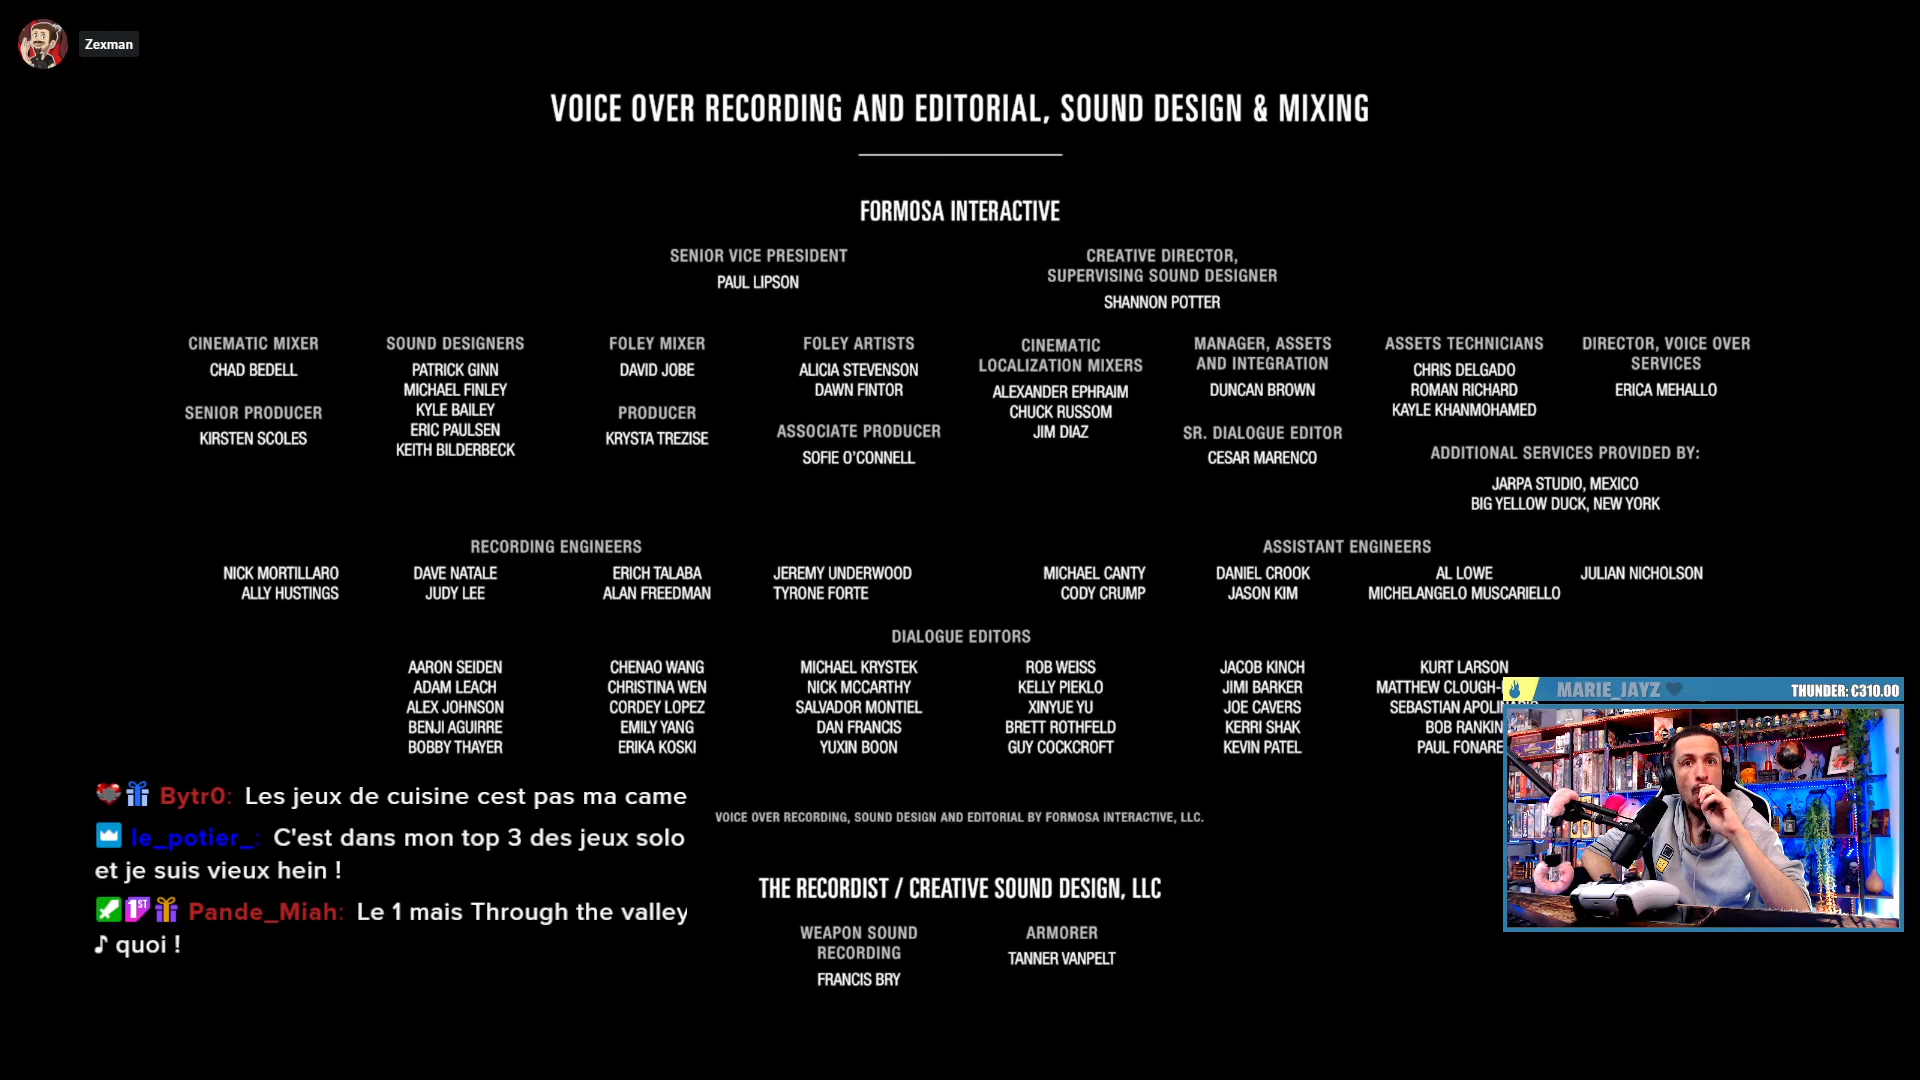 Zexman
VOICE OVER RECORDING AND EDITORIAL, SOUND DESIGN & MIXING
FORMOSA INTERACTIVE
SENIOR VICE PRESIDENT
PAUL LIPSON
CREATIVE DIRECTOR,
SUPERVISING SOUND DESIGNER
SHANNON POTTER
CINEMATIC MIXER
CHAD BEDELL
SENIOR PRODUCER
KIRSTEN SCOLES
SOUND DESIGNERS
PATRICK GINN
MICHAEL FINLEY
KYLE BAILEY
ERIC PAULSEN
KEITH BILDERBECK
FOLEY MIXER
DAVID JOBE
PRODUCER
KRYSTA TREZISE
FOLEY ARTISTS
ALICIA STEVENSON
DAWN FINTOR
ASSOCIATE PRODUCER
SOFIE O'CONNELL
CINEMATIC
LOCALIZATION MIXERS
ALEXANDER EPHRAIM
CHUCK RUSSOM
JIM DIAZ
MANAGER, ASSETS
AND INTEGRATION
DUNCAN BROWN
SR. DIALOGUE EDITOR
CESAR MARENCO
ASSETS TECHNICIANS
CHRIS DELGADO
ROMAN RICHARD
KAYLE KHANMOHAMED
DIRECTOR, VOICE OVER
SERVICES
ERICA MEHALLO
ADDITIONAL SERVICES PROVIDED BY:
JARPA STUDIO, MEXICO
BIG YELLOW DUCK, NEW YORK
RECORDING ENGINEERS
NICK MORTILLARO
ALLY HUSTINGS
DAVE NATALE
JUDY LEE
ERICH TALABA
ALAN FREEDMAN
JEREMY UNDERWOOD
TYRONE FORTE
ASSISTANT ENGINEERS
MICHAEL CANTY
CODY CRUMP
DANIEL CROOK
JASON KIM
AL LOWE
MICHELANGELO MUSCARIELLO
JULIAN NICHOLSON
DIALOGUE EDITORS
AARON SEIDEN
ADAM LEACH
ALEX JOHNSON
BENJI AGUIRRE
BOBBY THAYER
CHENAO WANG
CHRISTINA WEN
CORDEY LOPEZ
EMILY YANG
ERIKA KOSKI
MICHAEL KRYSTEK
NICK MCCARTHY
SALVADOR MONTIEL
DAN FRANCIS
YUXIN BOON
ROB WEISS
KELLY PIEKLO
XINYUE YU
BRETT ROTHFELD
GUY COCKCROFT
JACOB KINCH
JIMI BARKER
JOE CAVERS
KERRI SHAK
KEVIN PATEL
KURT LARSON
MATTHEW CLOUGH-
SEBASTIAN APOLI
BOB RANKIN
PAUL FONARE
MARIE_JAYZ
THUNDER: €310.00
Bytr0: Les jeux de cuisine cest pas ma came
le_potier_: C'est dans mon top 3 des jeux solo
et je suis vieux hein !
1ST Pande_Miah: Le 1 mais Through the valley
♪ quoi !
VOICE OVER RECORDING, SOUND DESIGN AND EDITORIAL BY FORMOSA INTERACTIVE, LLC.
THE RECORDIST / CREATIVE SOUND DESIGN, LLC
WEAPON SOUND
RECORDING
FRANCIS BRY
ARMORER
TANNER VANPELT